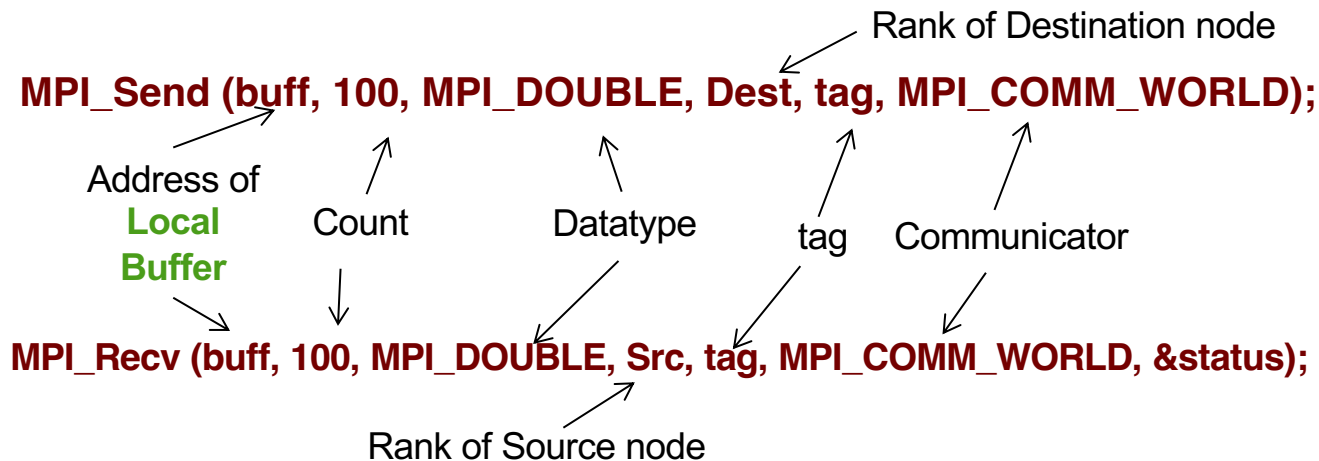 Rank of Destination node
MPI_Send (buff, 100, MPI_DOUBLE, Dest, tag, MPI_COMM_WORLD);
Address of
Local
Buffer
Count
Datatype
tag
Communicator
MPI_Recv (buff, 100, MPI_DOUBLE, Src, tag, MPI_COMM_WORLD, &status);
Rank of Source node